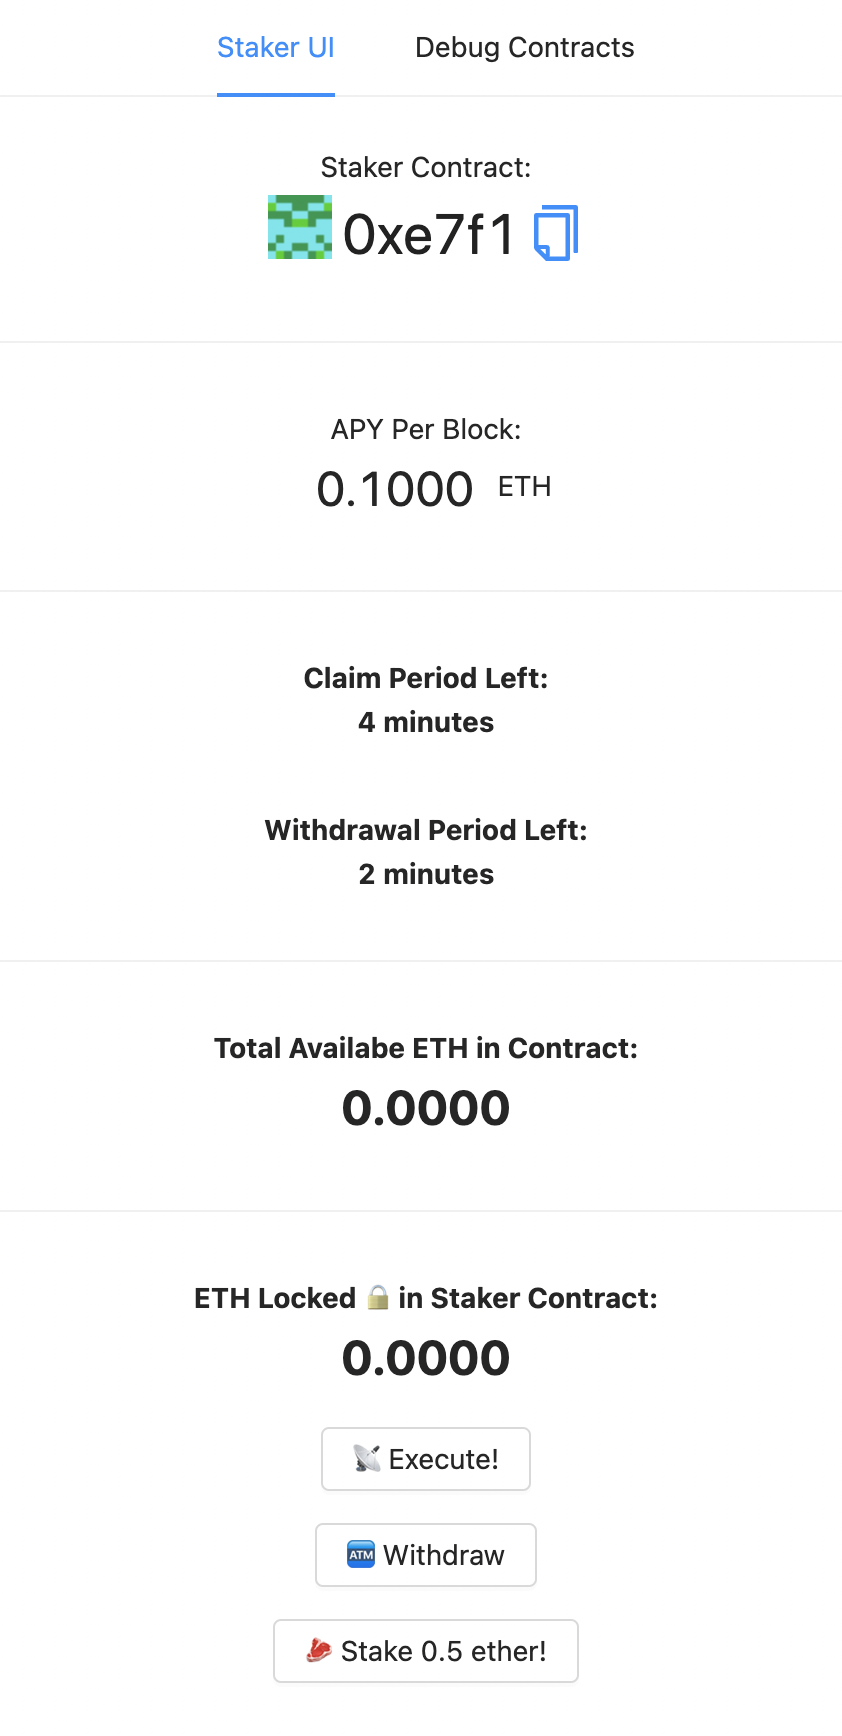 Staker UI
Debug Contracts
Staker Contract:
0xe7f1
APY Per Block:
0.1000 ETH
Claim Period Left:
4 minutes
Withdrawal Period Left:
2 minutes
Total Availabe ETH in Contract:
0.0000
ETH Locked 🔒 in Staker Contract:
0.0000
📡 Execute!
🏧 Withdraw
🥩 Stake 0.5 ether!